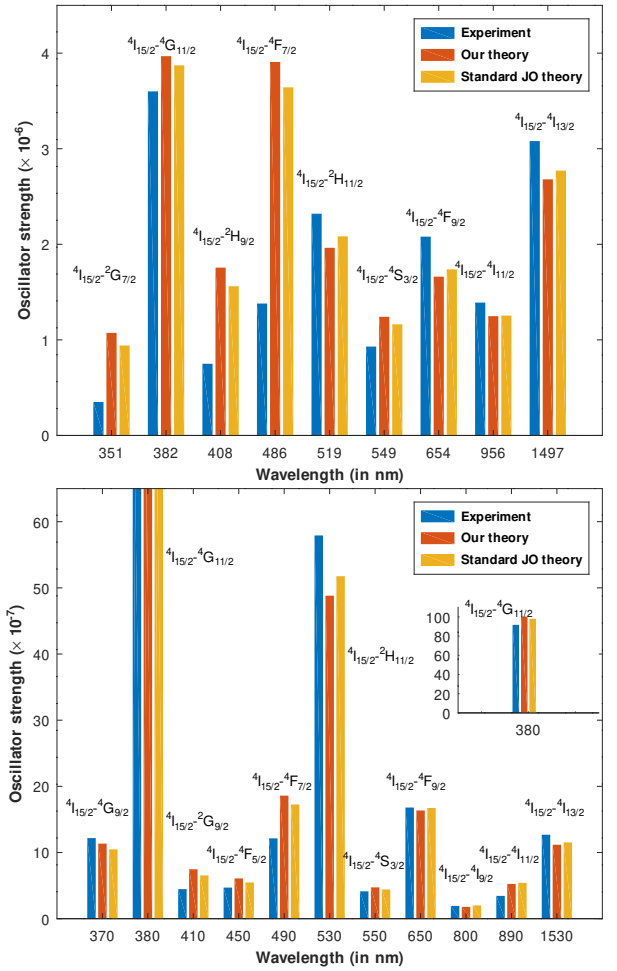 Experiment
Our theory
Standard JO theory
Oscillator strength (× 10⁻⁶)
4
3
2
1
0
⁴I₁₅/₂-²G₇/₂
⁴I₁₅/₂-⁴G₁₁/₂
⁴I₁₅/₂-²H₉/₂
⁴I₁₅/₂-⁴F₇/₂
⁴I₁₅/₂-²H₁₁/₂
⁴I₁₅/₂-⁴S₃/₂
⁴I₁₅/₂-⁴F₉/₂
⁴I₁₅/₂-⁴I₁₁/₂
⁴I₁₅/₂-⁴I₁₃/₂
351 382 408 486 519 549 654 956 1497
Wavelength (in nm)
Experiment
Our theory
Standard JO theory
Oscillator strength (× 10⁻⁷)
60
50
40
30
20
10
0
⁴I₁₅/₂-⁴G₉/₂
⁴I₁₅/₂-⁴G₁₁/₂
⁴I₁₅/₂-²G₉/₂
⁴I₁₅/₂-⁴F₅/₂
⁴I₁₅/₂-⁴F₇/₂
⁴I₁₅/₂-²H₁₁/₂
⁴I₁₅/₂-⁴S₃/₂
⁴I₁₅/₂-⁴F₉/₂
⁴I₁₅/₂-⁴I₉/₂
⁴I₁₅/₂-⁴I₁₁/₂
⁴I₁₅/₂-⁴I₁₃/₂
⁴I₁₅/₂-⁴G₁₁/₂
100
80
60
40
20
0
380
370 380 410 450 490 530 550 650 800 890 1530
Wavelength (in nm)